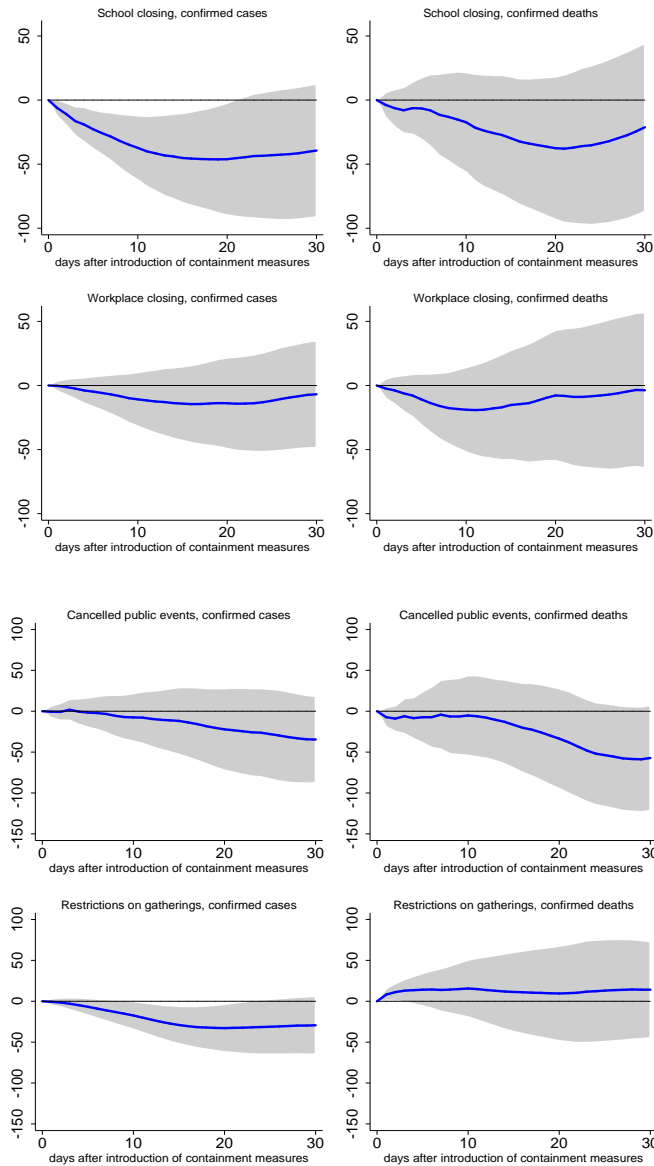 School closing, confirmed cases
50
0
-50
-100
0 10 20 30
days after introduction of containment measures
School closing, confirmed deaths
50
0
-50
-100
0 10 20 30
days after introduction of containment measures
Workplace closing, confirmed cases
50
0
-50
-100
0 10 20 30
days after introduction of containment measures
Workplace closing, confirmed deaths
50
0
-50
-100
0 10 20 30
days after introduction of containment measures
Cancelled public events, confirmed cases
100
50
0
-50
-100
-150
0 10 20 30
days after introduction of containment measures
Cancelled public events, confirmed deaths
100
50
0
-50
-100
-150
0 10 20 30
days after introduction of containment measures
Restrictions on gatherings, confirmed cases
100
50
0
-50
-100
-150
0 10 20 30
days after introduction of containment measures
Restrictions on gatherings, confirmed deaths
100
50
0
-50
-100
-150
0 10 20 30
days after introduction of containment measures